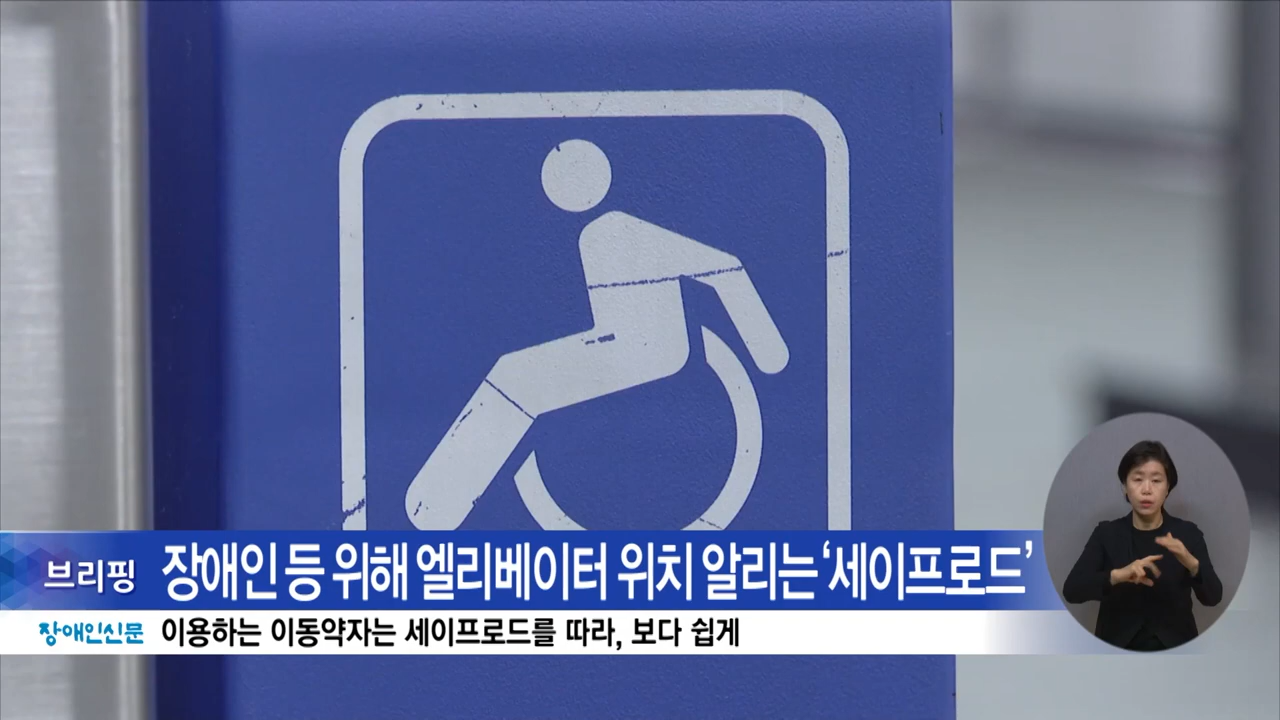 브리핑 장애인 등 위해 엘리베이터 위치 알리는 ‘세이프로드’
장애인신문 이용하는 이동약자는 세이프로드를 따라, 보다 쉽게